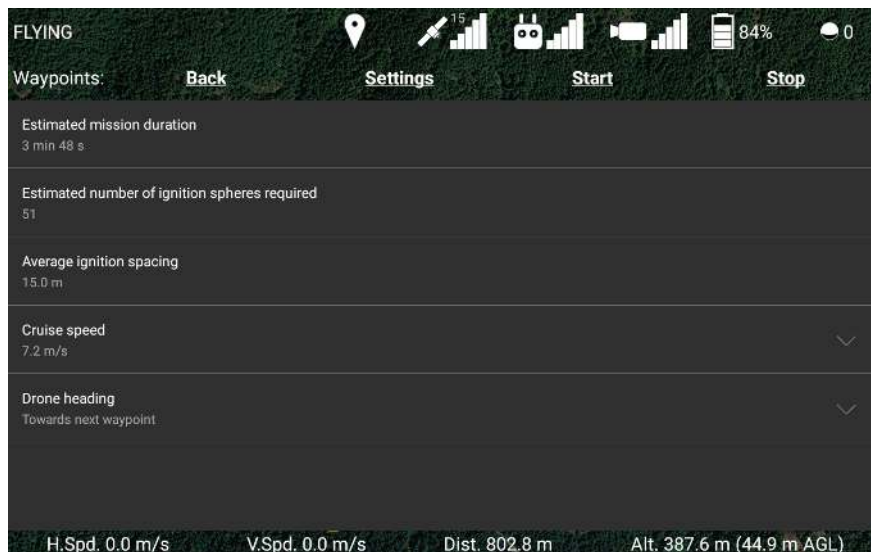 FLYING 15 84% 0
Waypoints: Back Settings Start Stop
Estimated mission duration
3 min 48 s
Estimated number of ignition spheres required
51
Average ignition spacing
15.0 m
Cruise speed
7.2 m/s
Drone heading
Towards next waypoint
H.Spd. 0.0 m/s V.Spd. 0.0 m/s Dist. 802.8 m Alt. 387.6 m (44.9 m AGL)